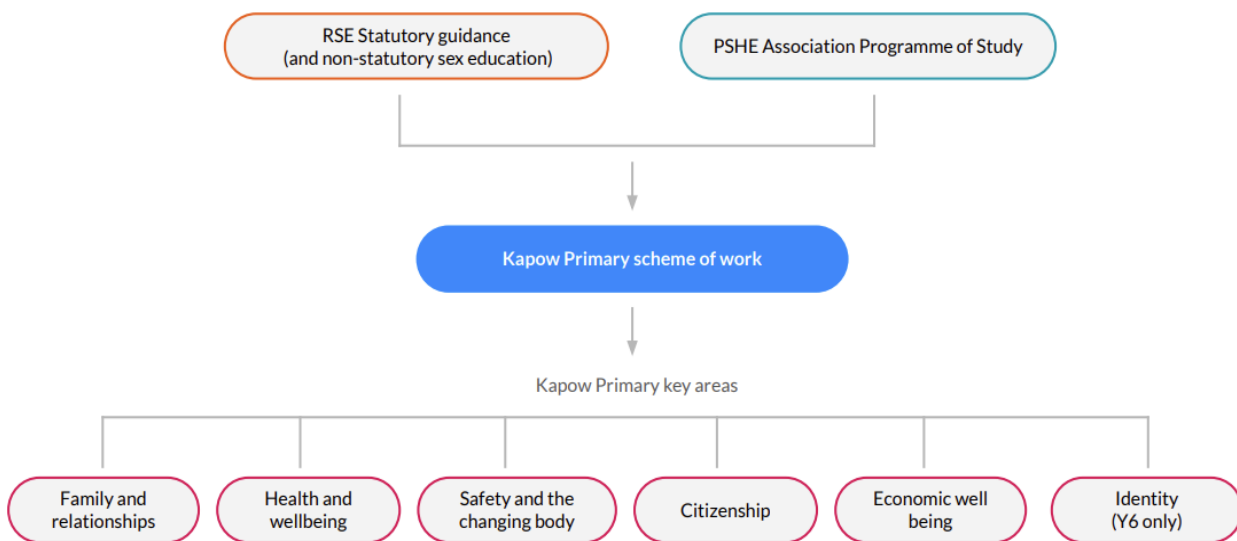 RSE Statutory guidance
(and non-statutory sex education)
PSHE Association Programme of Study
Kapow Primary scheme of work
Kapow Primary key areas
Family and
relationships
Health and
wellbeing
Safety and the
changing body
Citizenship
Economic well
being
Identity
(Y6 only)